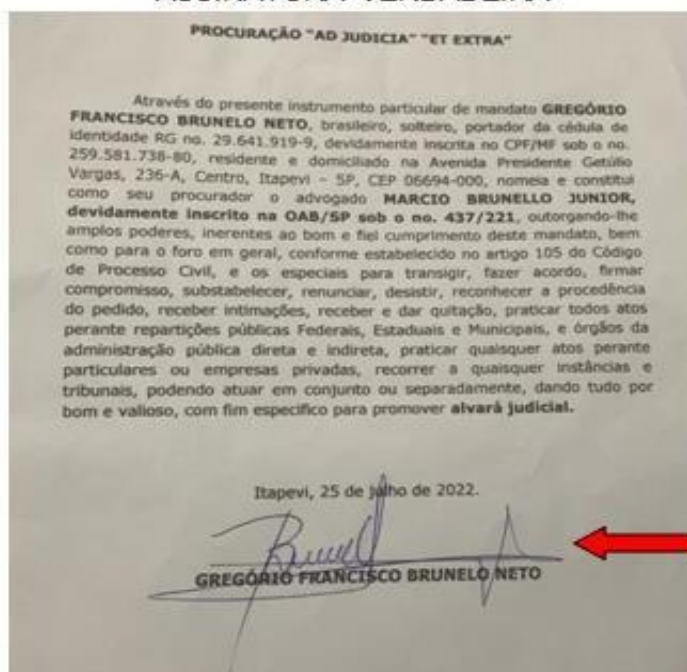 PROCURAÇÃO "AD JUDICIA" "ET EXTRA"
Através do presente instrumento particular de mandato GREGÓRIO
FRANCISCO BRUNELO NETO, brasileiro, solteiro, portador da cédula de
identidade RG no. 29.641.919-9, devidamente inscrita no CPF/MF sob o no.
259.581.738-80, residente e domiciliado na Avenida Presidente Getúlio
Vargas, 236-A, Centro, Itapevi – SP, CEP 06694-000, nomeia e constitui
como seu procurador o advogado MARCIO BRUNELLO JUNIOR,
devidamente inscrito na OAB/SP sob o no. 437/221, outorgando-lhe
amplos poderes, inerentes ao bom e fiel cumprimento deste mandato, bem
como para o foro em geral, conforme estabelecido no artigo 105 do Código
de Processo Civil, e os especiais para transigir, fazer acordo, firmar
compromisso, substabelecer, renunciar, desistir, reconhecer a procedência
do pedido, receber intimações, receber e dar quitação, praticar todos atos
perante repartições públicas Federais, Estaduais e Municipais, e órgãos da
administração pública direta e indireta, praticar quaisquer atos perante
particulares ou empresas privadas, recorrer a quaisquer instâncias e
tribunais, podendo atuar em conjunto ou separadamente, dando tudo por
bom e valioso, com fim especifico para promover alvará judicial.
Itapevi, 25 de julho de 2022.
GREGÓRIO FRANCISCO BRUNELO NETO